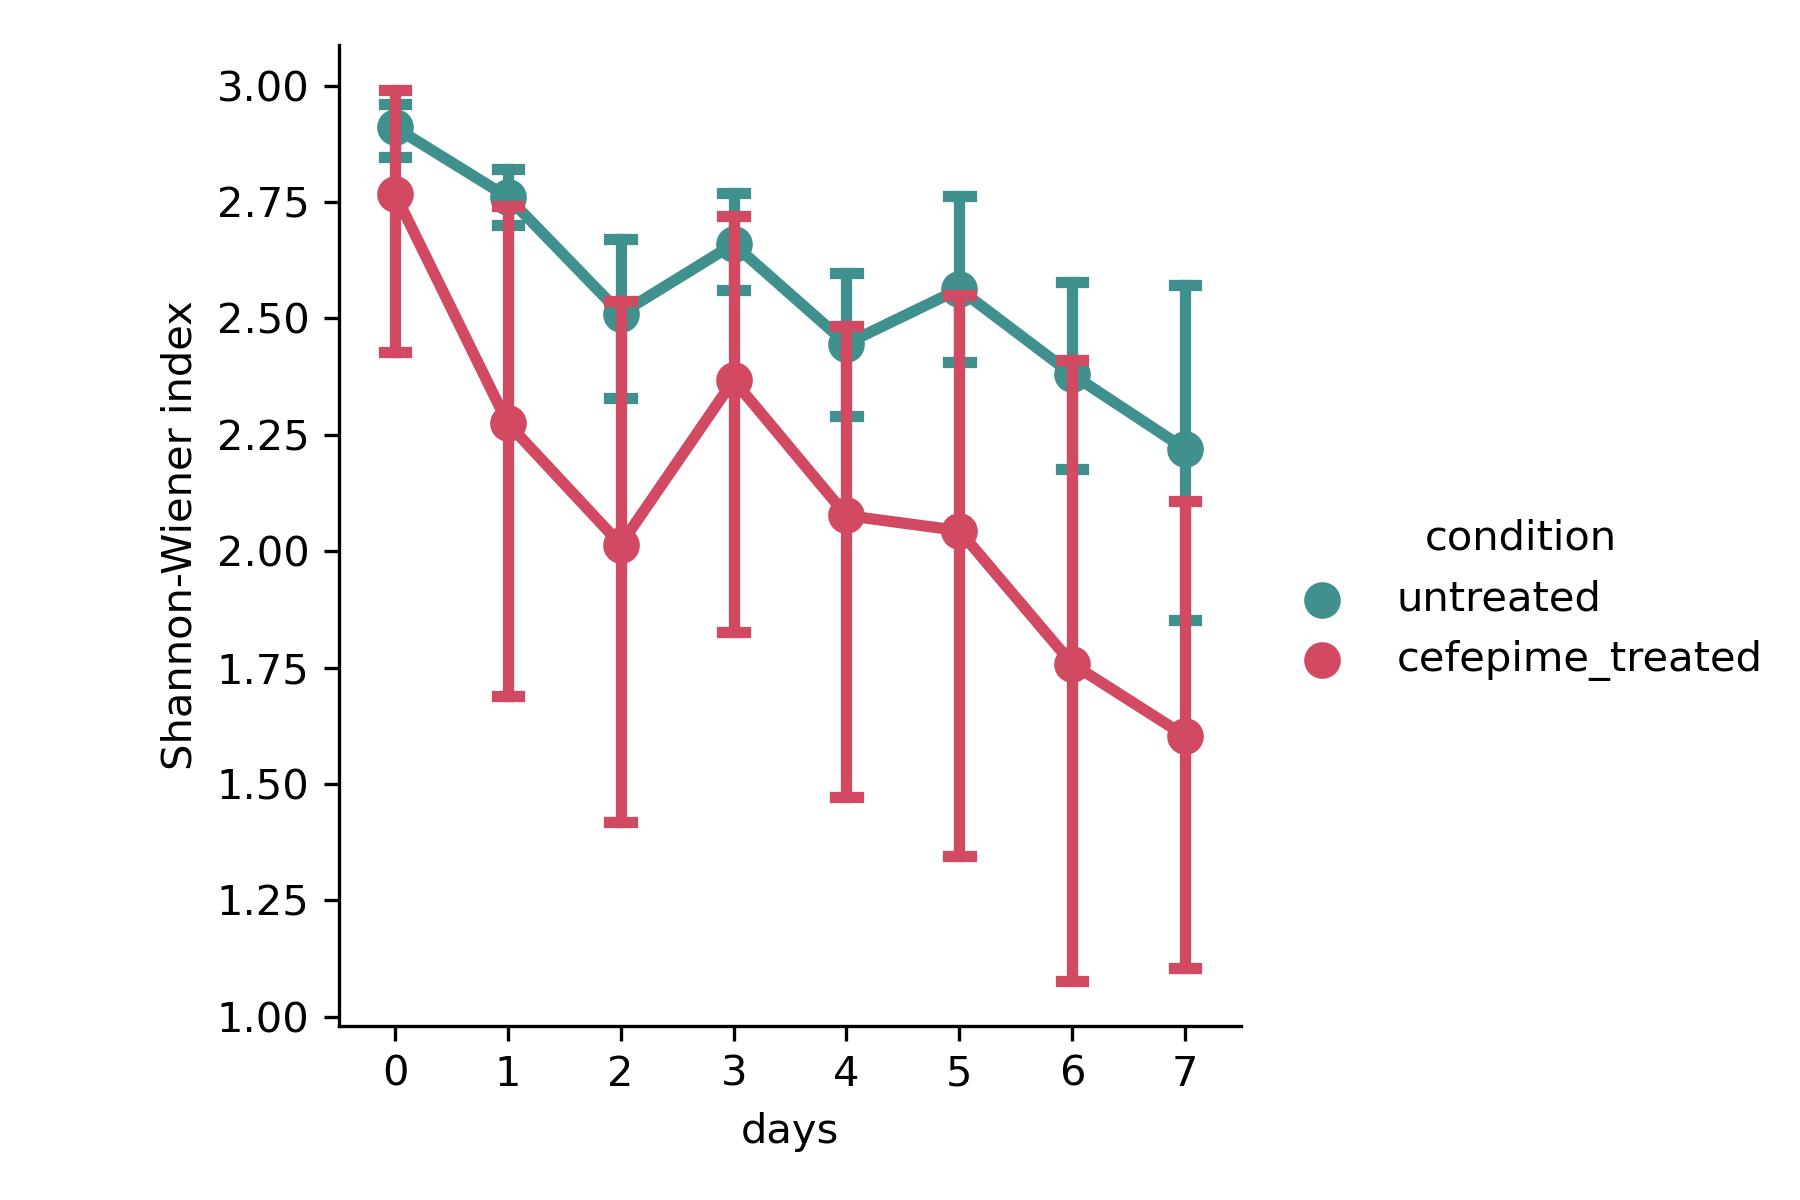 Shannon-Wiener index
3.00
2.75
2.50
2.25
2.00
1.75
1.50
1.25
1.00
0 1 2 3 4 5 6 7
days
condition
untreated
cefepime_treated